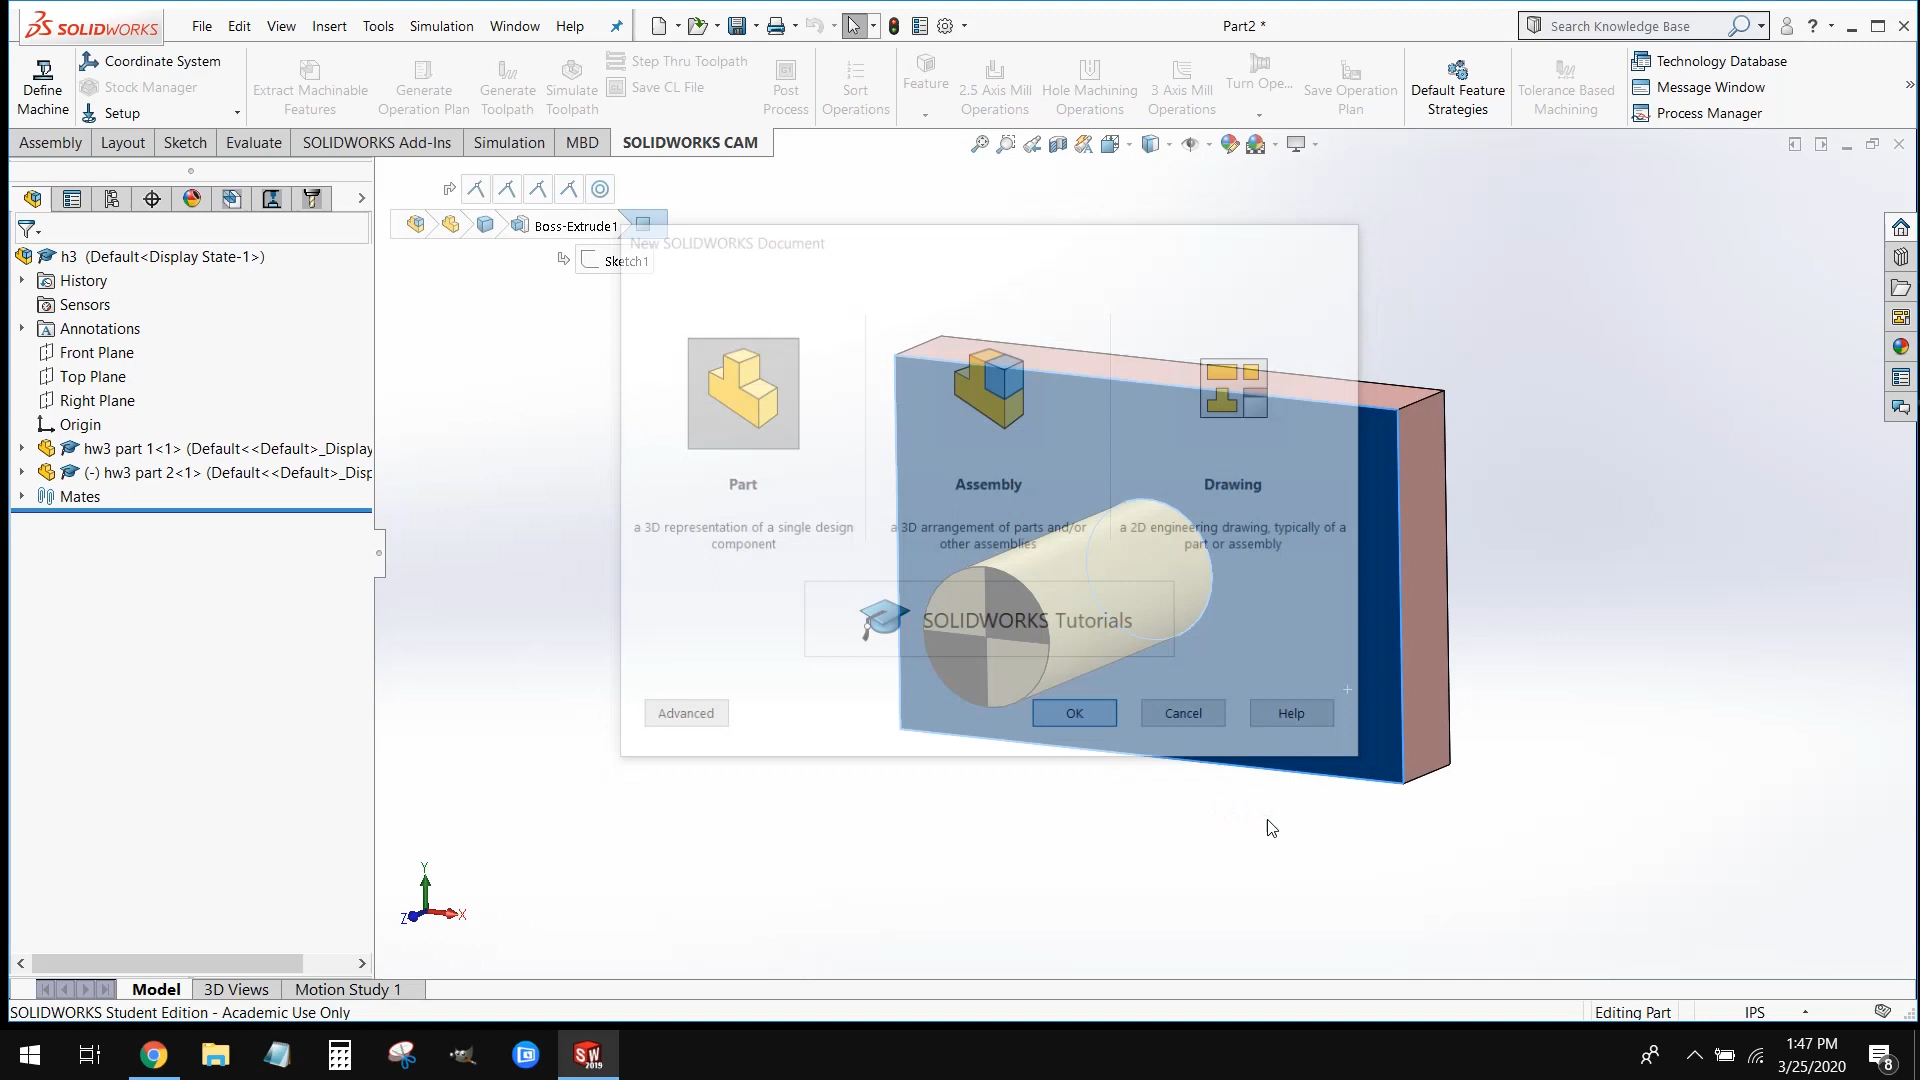 SOLIDWORKS File Edit View Insert Tools Simulation Window Help Part2 * Search Knowledge Base ?
Define Machine
Coordinate System
Stock Manager
Setup
Extract Machinable Features
Generate Operation Plan
Generate Toolpath
Simulate Toolpath
Step Thru Toolpath
Save CL File
Post Process
Sort Operations
Feature
2.5 Axis Mill Operations
Hole Machining Operations
3 Axis Mill Operations
Turn Ope...
Save Operation Plan
Default Feature Strategies
Tolerance Based Machining
Technology Database
Message Window
Process Manager
Assembly Layout Sketch Evaluate SOLIDWORKS Add-Ins Simulation MBD SOLIDWORKS CAM
h3 (Default<Display State-1>)
History
Sensors
Annotations
Front Plane
Top Plane
Right Plane
Origin
hw3 part 1<1> (Default<<Default>_Display
(-) hw3 part 2<1> (Default<<Default>_Disp
Mates
Boss-Extrude1
Sketch1
New SOLIDWORKS Document
Part Assembly Drawing
a 3D representation of a single design component
a 3D arrangement of parts and/or other assemblies
a 2D engineering drawing, typically of a part or assembly
SOLIDWORKS Tutorials
Advanced OK Cancel Help
Y
Z X
Model 3D Views Motion Study 1
SOLIDWORKS Student Edition - Academic Use Only Editing Part IPS
SW
2019
1:47 PM
3/25/2020
8